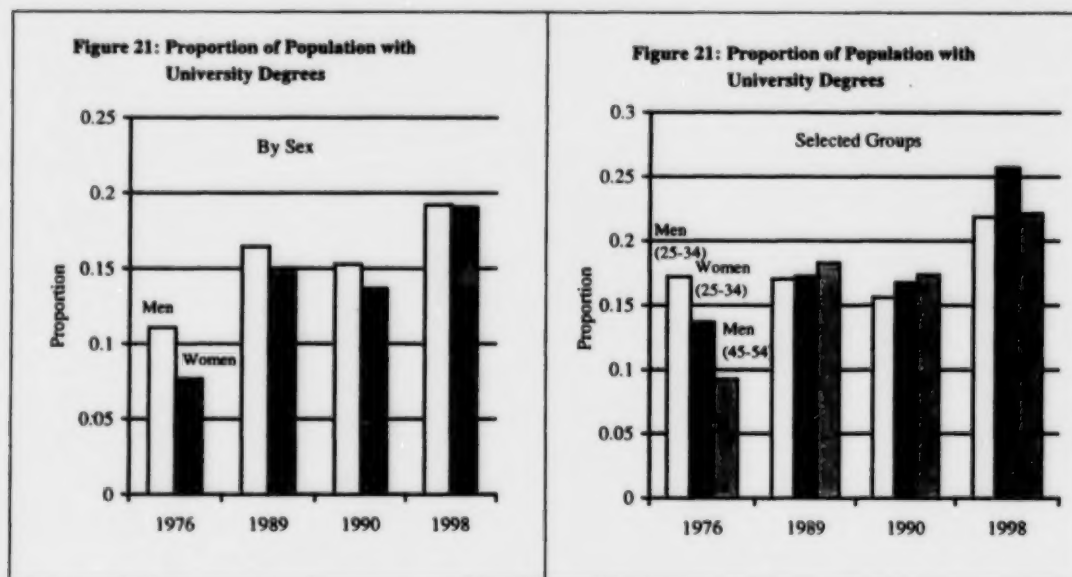 Figure 21: Proportion of Population with
University Degrees
By Sex
Proportion
0.25
0.2
0.15
0.1
0.05
0
Men
Women
1976 1989 1990 1998
Figure 21: Proportion of Population with
University Degrees
Selected Groups
Proportion
0.3
0.25
0.2
0.15
0.1
0.05
0
Men
(25-34)
Women
(25-34)
Men
(45-54)
1976 1989 1990 1998